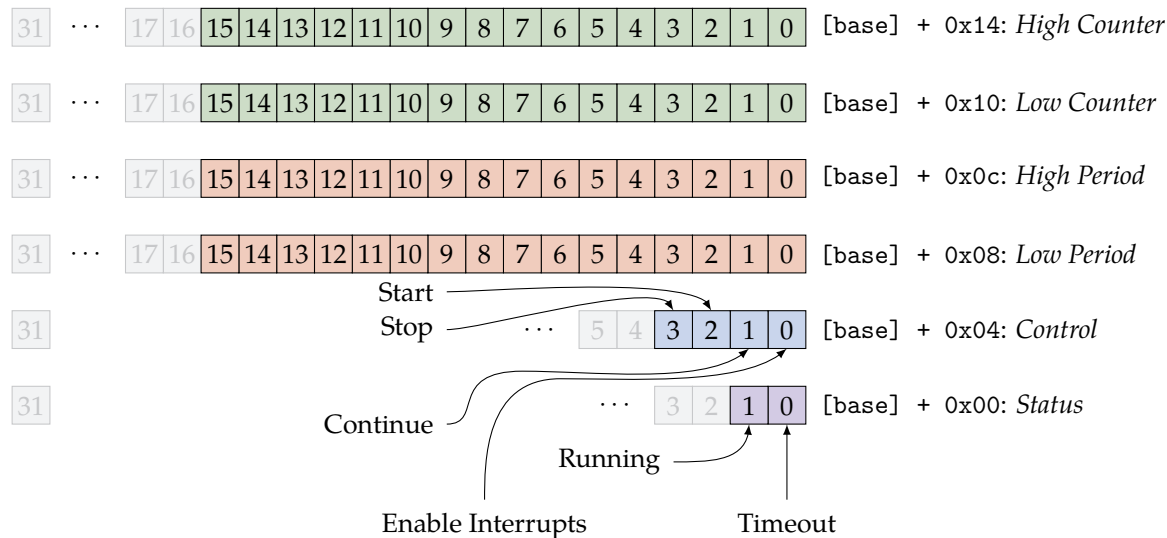 31 ··· 17 16 15 14 13 12 11 10 9 8 7 6 5 4 3 2 1 0 [base] + 0x14: High Counter
31 ··· 17 16 15 14 13 12 11 10 9 8 7 6 5 4 3 2 1 0 [base] + 0x10: Low Counter
31 ··· 17 16 15 14 13 12 11 10 9 8 7 6 5 4 3 2 1 0 [base] + 0x0c: High Period
31 ··· 17 16 15 14 13 12 11 10 9 8 7 6 5 4 3 2 1 0 [base] + 0x08: Low Period
Start
Stop
31 ··· 5 4 3 2 1 0 [base] + 0x04: Control
31 ··· 3 2 1 0 [base] + 0x00: Status
Continue
Running
Enable Interrupts
Timeout